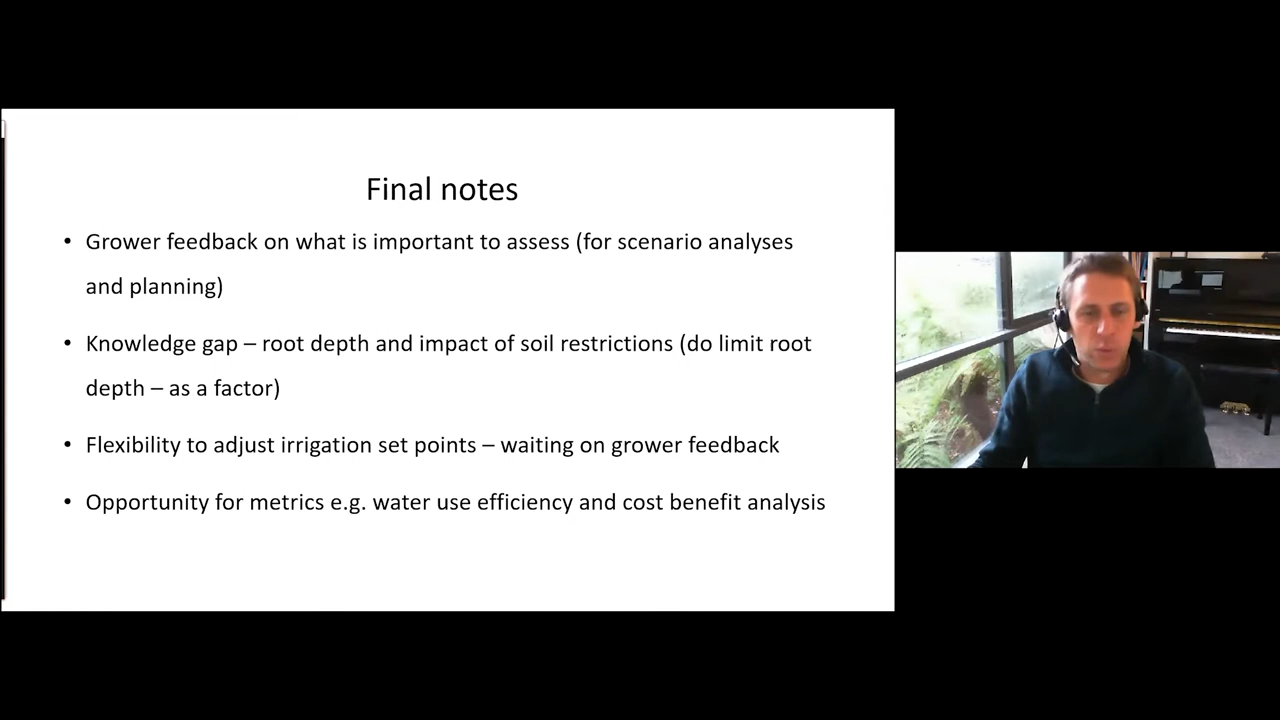 Final notes
• Grower feedback on what is important to assess (for scenario analyses
and planning)
• Knowledge gap – root depth and impact of soil restrictions (do limit root
depth – as a factor)
• Flexibility to adjust irrigation set points – waiting on grower feedback
• Opportunity for metrics e.g. water use efficiency and cost benefit analysis